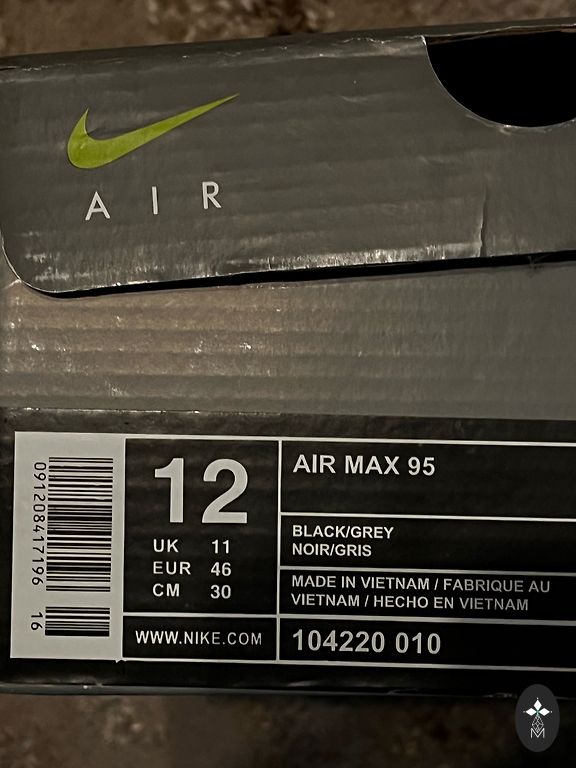 AIR
12
UK 11
EUR 46
CM 30
WWW.NIKE.COM
AIR MAX 95
BLACK/GREY
NOIR/GRIS
MADE IN VIETNAM / FABRIQUE AU
VIETNAM / HECHO EN VIETNAM
104220 010
091208417196 16
M